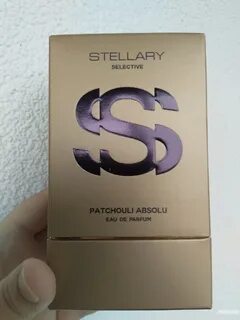 STELLARY
SELECTIVE
S
PATCHOULI ABSOLU
EAU DE PARFUM